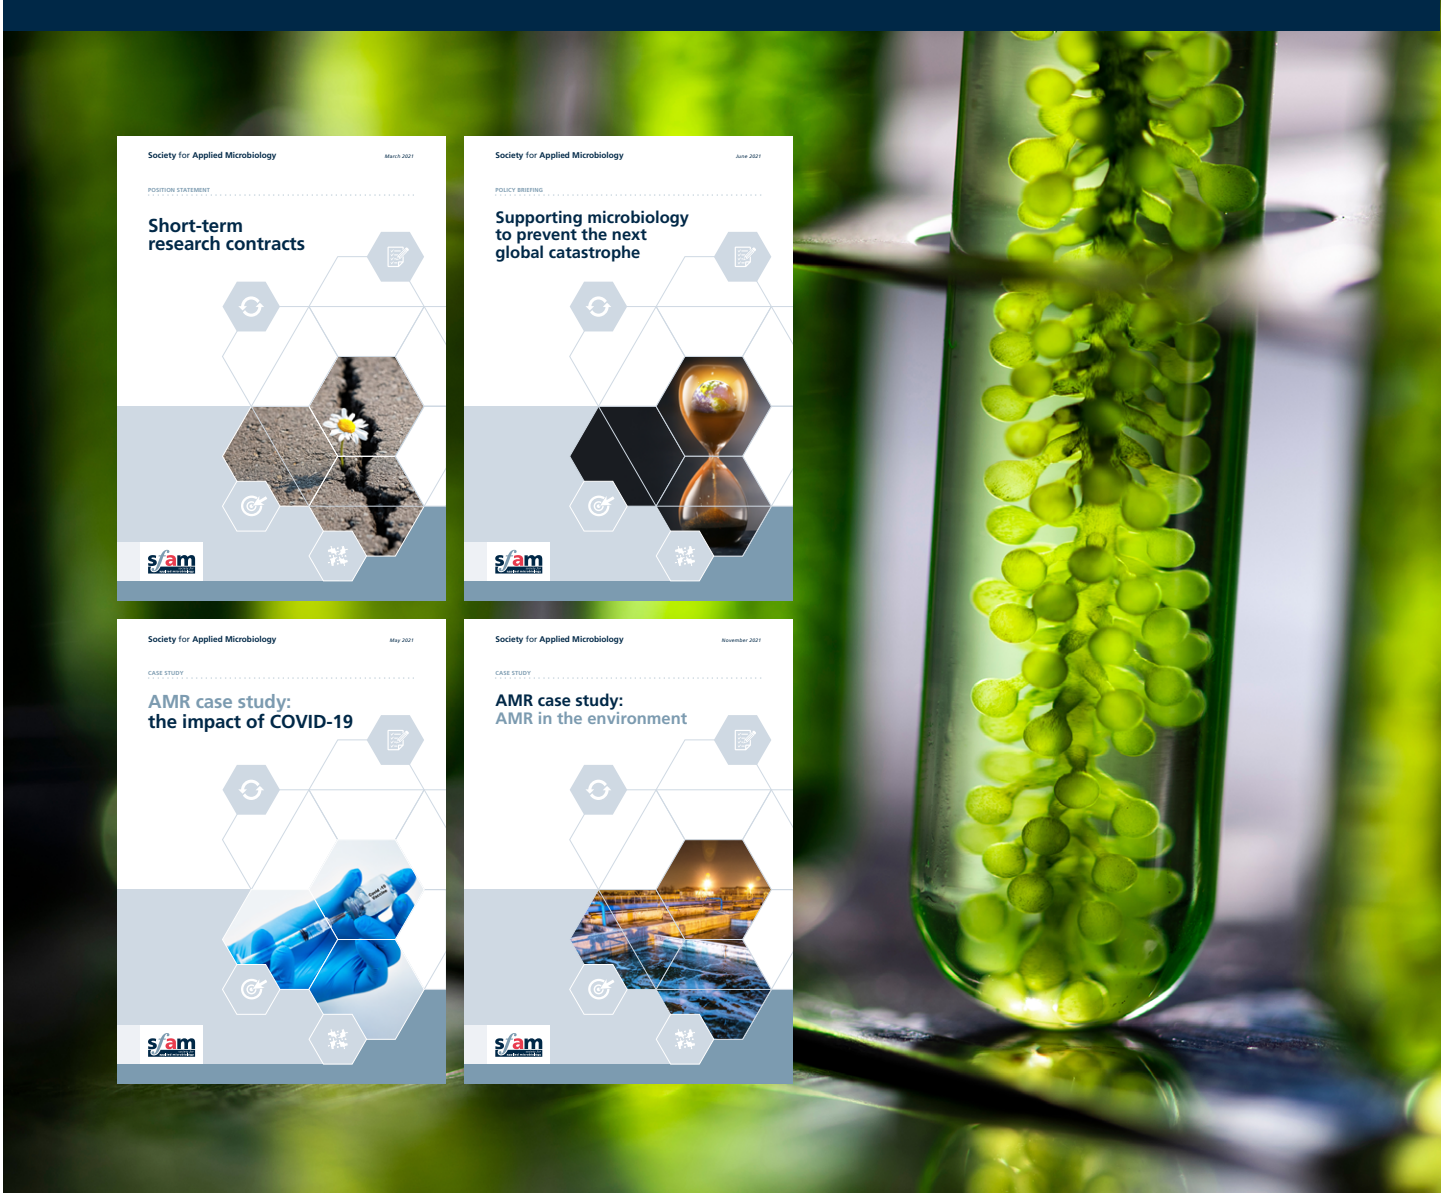 Society for Applied Microbiology
March 2021
POSITION STATEMENT
Short-term
research contracts
sfam
Society for Applied Microbiology
June 2021
POLICY BRIEFING
Supporting microbiology
to prevent the next
global catastrophe
sfam
Society for Applied Microbiology
May 2021
CASE STUDY
AMR case study:
the impact of COVID-19
Covid-19
Vaccine
sfam
Society for Applied Microbiology
November 2021
CASE STUDY
AMR case study:
AMR in the environment
sfam